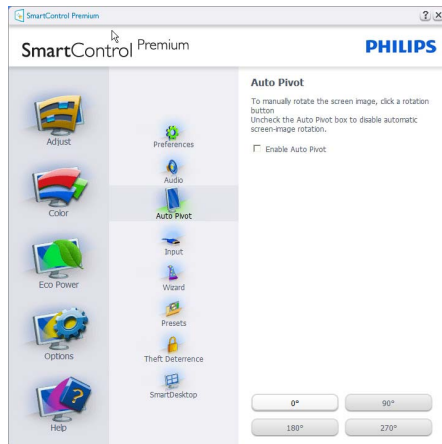 SmartControl Premium
? X
SmartControl Premium
PHILIPS
Adjust
Color
Eco Power
Options
Help
Preferences
Audio
Auto Pivot
Input
Wizard
Presets
Theft Deterrence
SmartDesktop
Auto Pivot
To manually rotate the screen image, click a rotation
button
Uncheck the Auto Pivot box to disable automatic
screen-image rotation.
Enable Auto Pivot
0°
90°
180°
270°